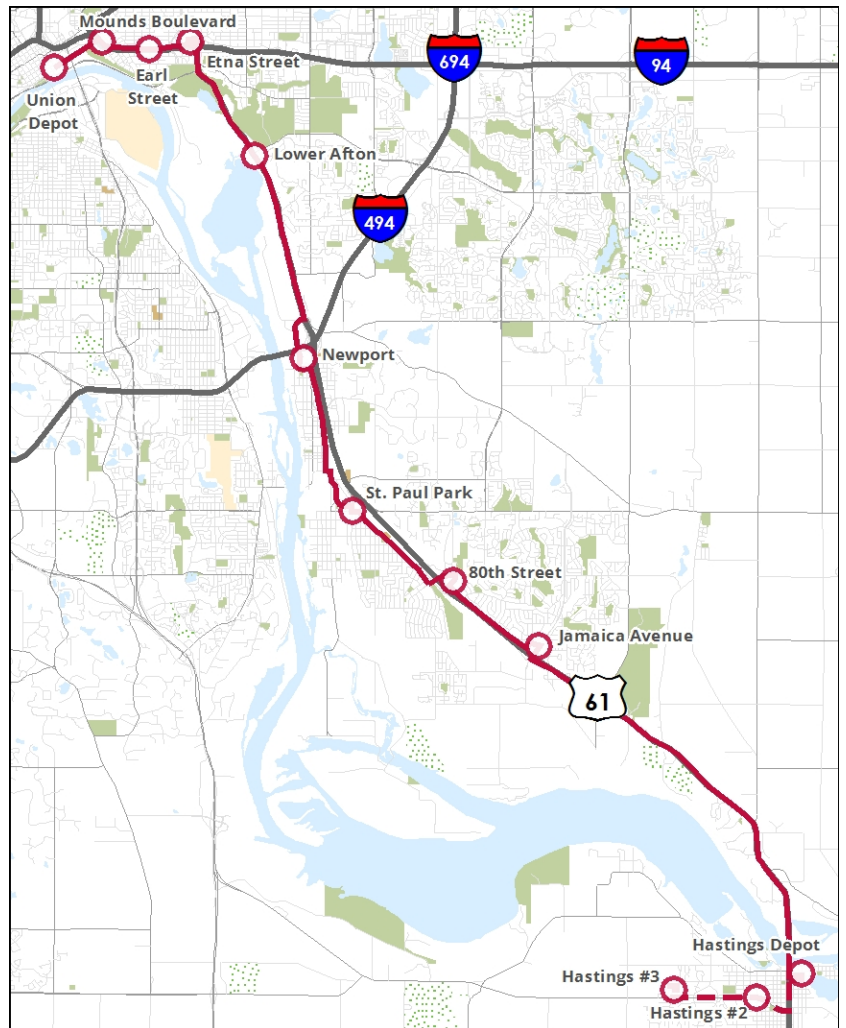 Mounds Boulevard
694
94
Etna Street
Earl
Street
Union
Depot
Lower Afton
494
Newport
St. Paul Park
80th Street
Jamaica Avenue
61
Hastings Depot
Hastings #3
Hastings #2